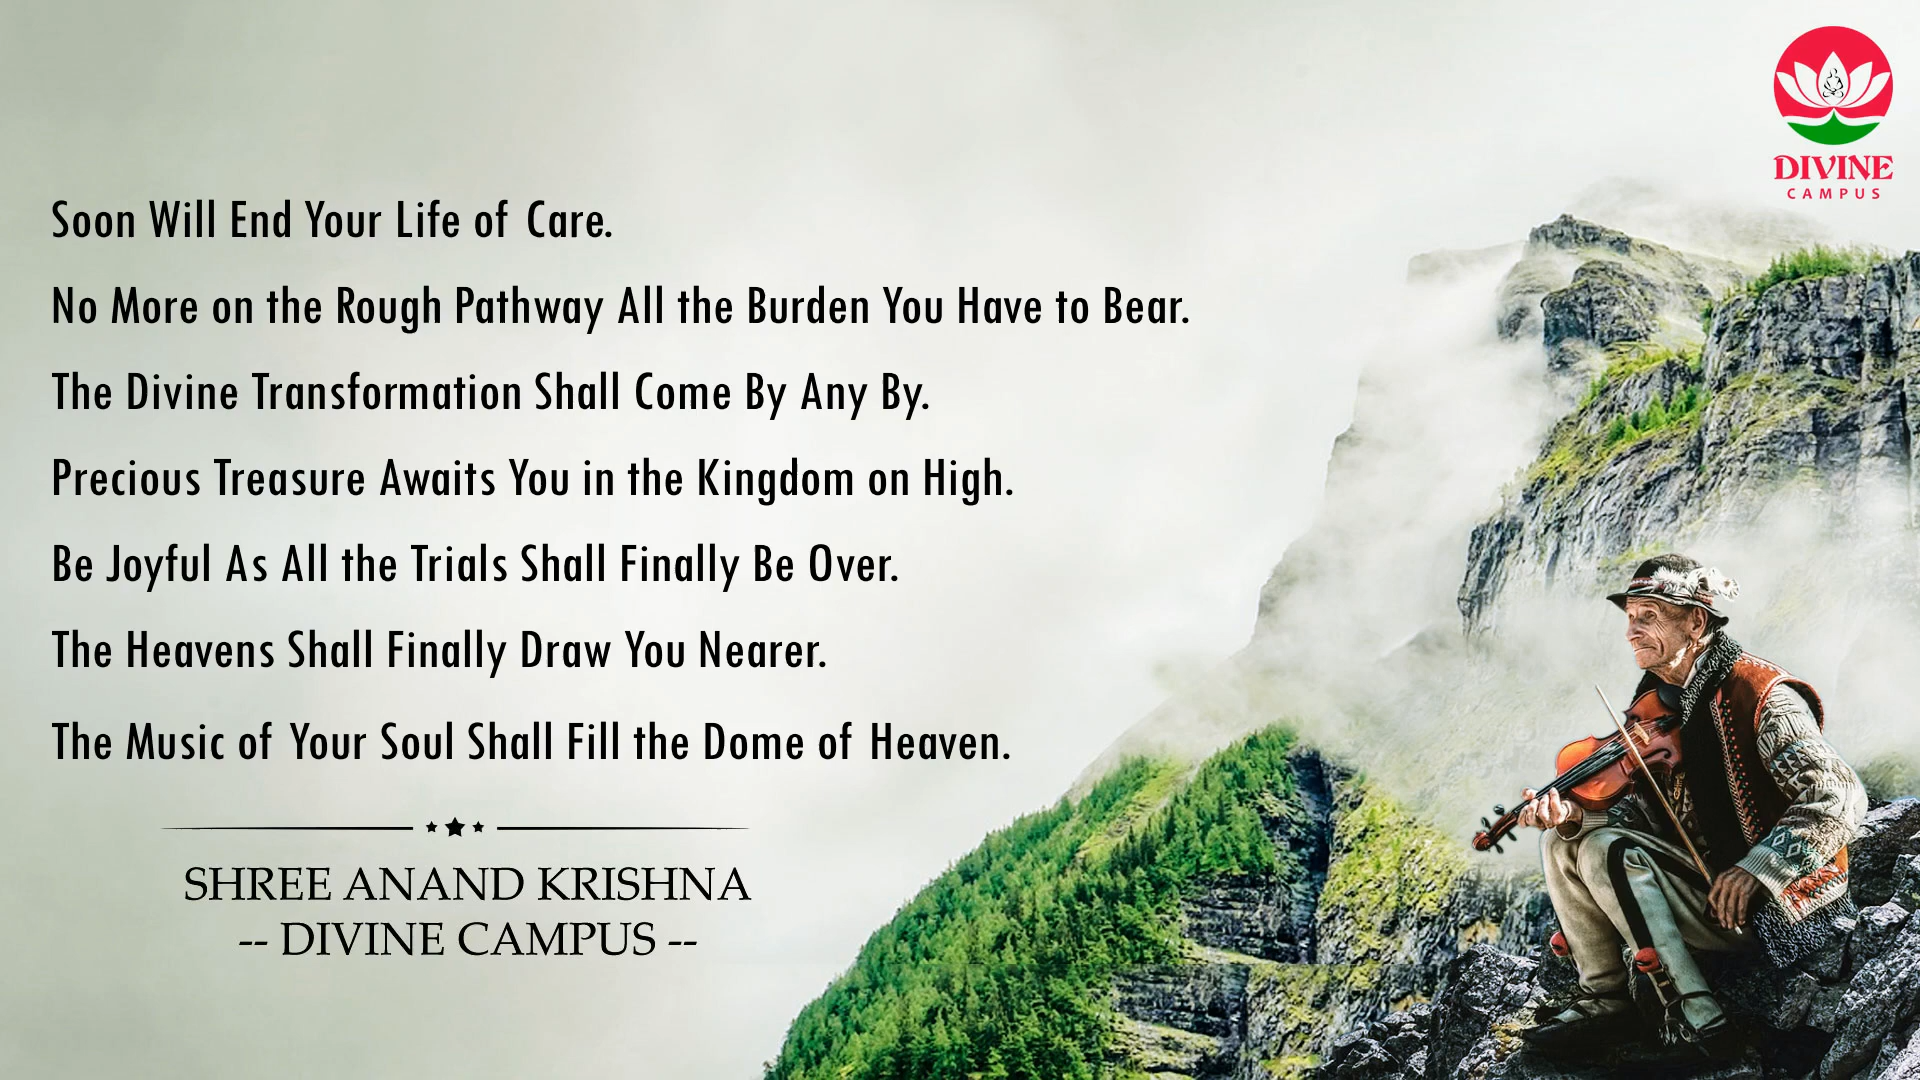 DIVINE
CAMPUS
Soon Will End Your Life of Care.
No More on the Rough Pathway All the Burden You Have to Bear.
The Divine Transformation Shall Come By Any By.
Precious Treasure Awaits You in the Kingdom on High.
Be Joyful As All the Trials Shall Finally Be Over.
The Heavens Shall Finally Draw You Nearer.
The Music of Your Soul Shall Fill the Dome of Heaven.
SHREE ANAND KRISHNA
-- DIVINE CAMPUS --